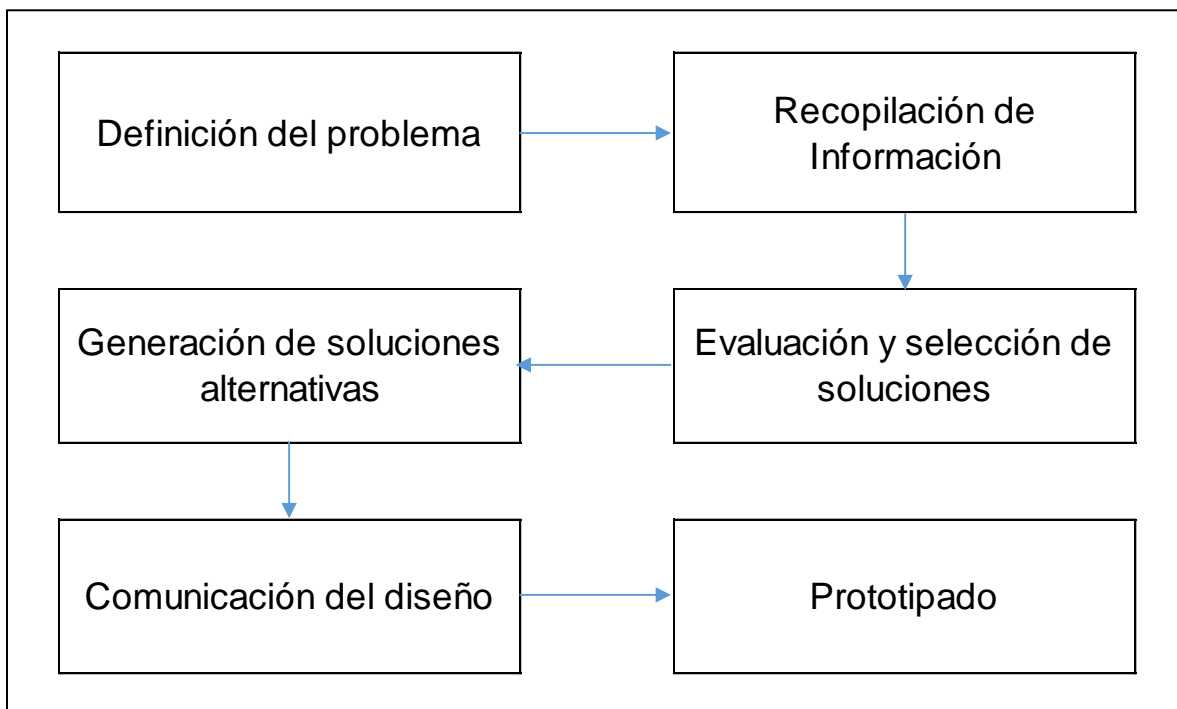 Definición del problema
Recopilación de
Información
Evaluación y selección de
soluciones
Generación de soluciones
alternativas
Comunicación del diseño
Prototipado